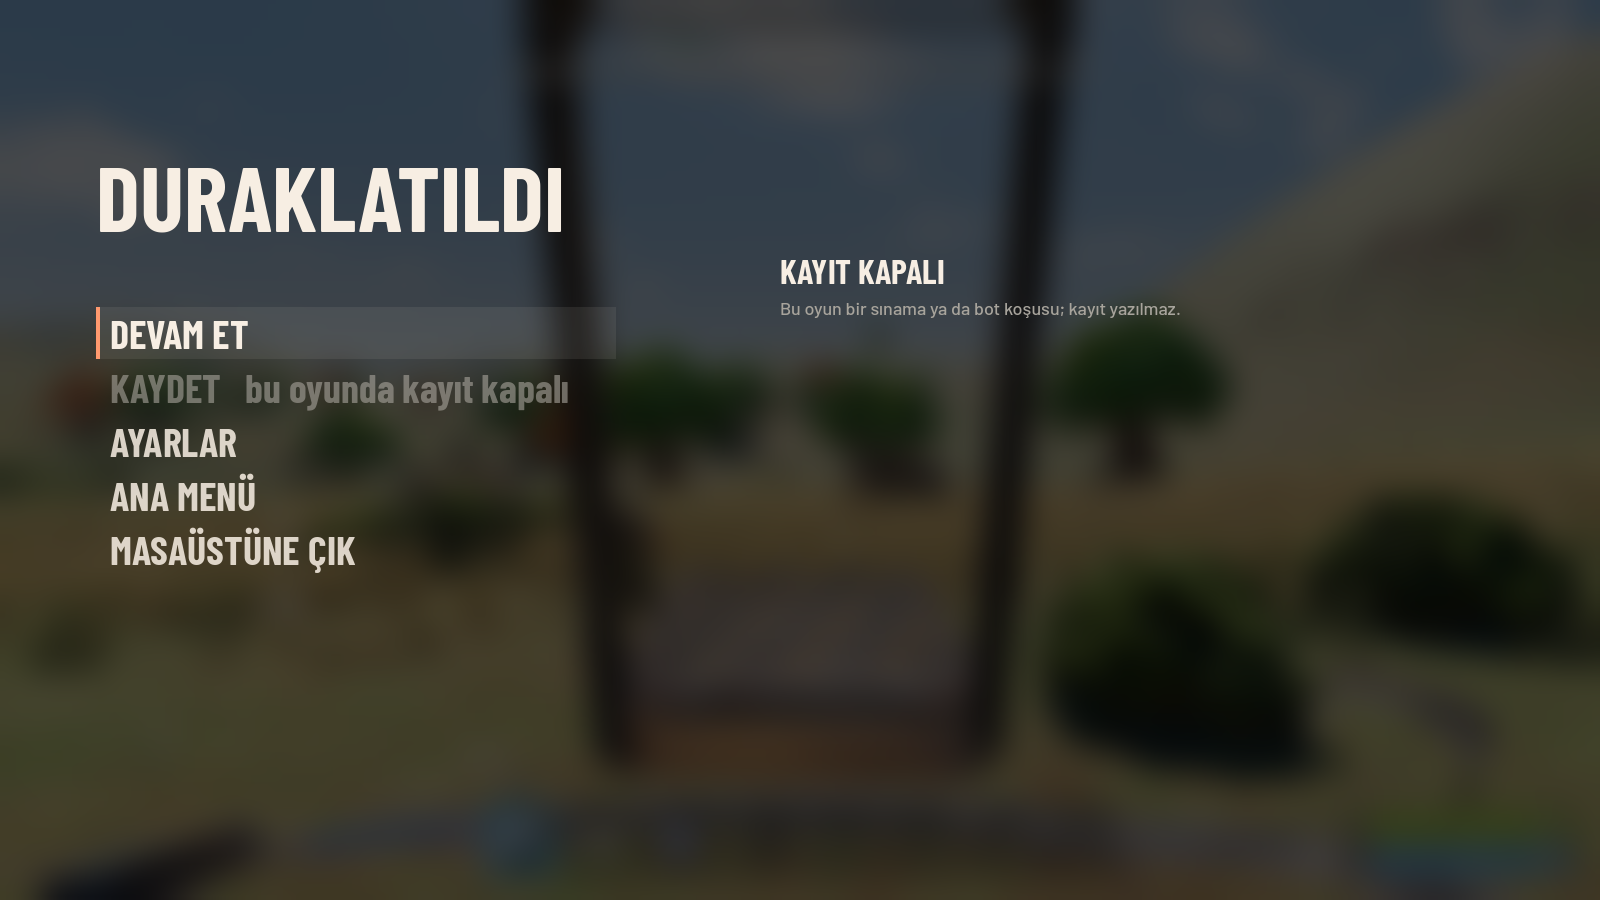 DURAKLATILDI
DEVAM ET
KAYDET bu oyunda kayıt kapalı
AYARLAR
ANA MENÜ
MASAÜSTÜNE ÇIK
KAYIT KAPALI
Bu oyun bir sınama ya da bot koşusu; kayıt yazılmaz.